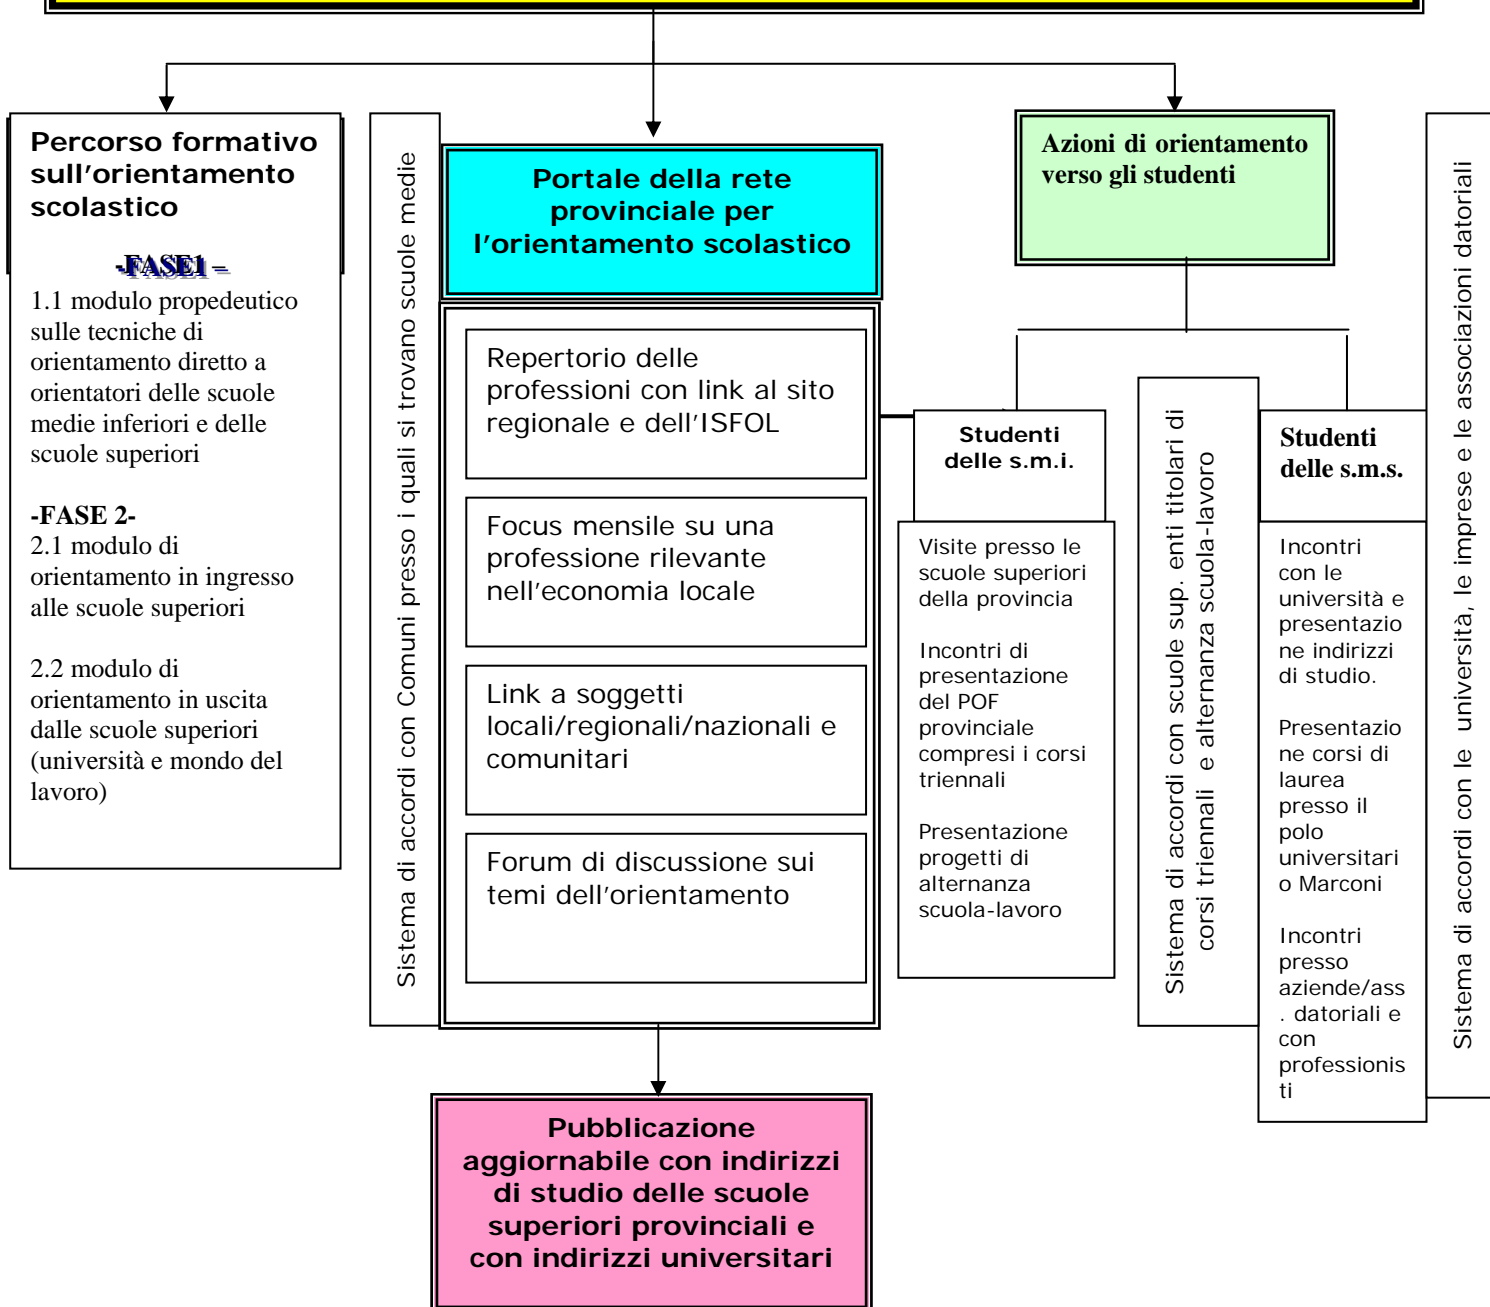 Percorso formativo
sull'orientamento
scolastico
-FASE1 –
1.1 modulo propedeutico
sulle tecniche di
orientamento diretto a
orientatori delle scuole
medie inferiori e delle
scuole superiori
-FASE 2-
2.1 modulo di
orientamento in ingresso
alle scuole superiori
2.2 modulo di
orientamento in uscita
dalle scuole superiori
(università e mondo del
lavoro)
Sistema di accordi con Comuni presso i quali si trovano scuole medie
Portale della rete
provinciale per
l'orientamento scolastico
Repertorio delle
professioni con link al sito
regionale e dell'ISFOL
Focus mensile su una
professione rilevante
nell'economia locale
Link a soggetti
locali/regionali/nazionali e
comunitari
Forum di discussione sui
temi dell'orientamento
Pubblicazione
aggiornabile con indirizzi
di studio delle scuole
superiori provinciali e
con indirizzi universitari
Azioni di orientamento
verso gli studenti
Studenti
delle s.m.i.
Visite presso le
scuole superiori
della provincia
Incontri di
presentazione
del POF
provinciale
compresi i corsi
triennali
Presentazione
progetti di
alternanza
scuola-lavoro
Sistema di accordi con scuole sup. enti titolari di
corsi triennali e alternanza scuola-lavoro
Studenti
delle s.m.s.
Incontri
con le
università e
presentazio
ne indirizzi
di studio.
Presentazio
ne corsi di
laurea
presso il
polo
universitari
o Marconi
Incontri
presso
aziende/ass
. datoriali e
con
professionis
ti
Sistema di accordi con le università, le imprese e le associazioni datoriali